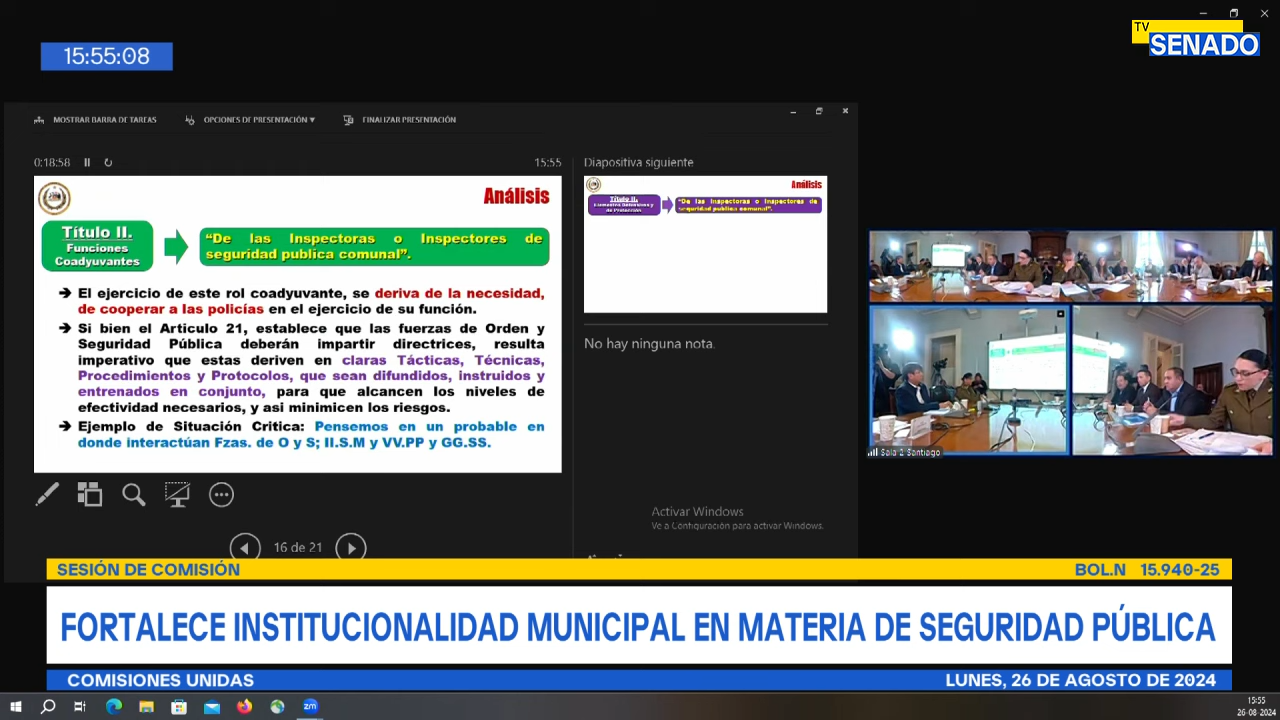 15:55:08
TV
SENADO
MOSTRAR BARRA DE TAREAS
OPCIONES DE PRESENTACIÓN ▼
FINALIZAR PRESENTACIÓN
0:18:58
15:55
Análisis
Título II.
Funciones
Coadyuvantes
“De las Inspectoras o Inspectores de
seguridad publica comunal”.
➔ El ejercicio de este rol coadyuvante, se deriva de la necesidad,
de cooperar a las policías en el ejercicio de su función.
➔ Si bien el Articulo 21, establece que las fuerzas de Orden y
Seguridad Pública deberán impartir directrices, resulta
imperativo que estas deriven en claras Tácticas, Técnicas,
Procedimientos y Protocolos, que sean difundidos, instruidos y
entrenados en conjunto, para que alcancen los niveles de
efectividad necesarios, y asi minimicen los riesgos.
➔ Ejemplo de Situación Critica: Pensemos en un probable en
donde interactúan Fzas. de O y S; II.S.M y VV.PP y GG.SS.
16 de 21
Diapositiva siguiente
Análisis
Título II.
y de Protección
“De las Inspectoras o Inspectores de
seguridad publica comunal”.
No hay ninguna nota.
Activar Windows
Ve a Configuración para activar Windows.
Sala 2 Santiago
SESIÓN DE COMISIÓN
BOL.N 15.940-25
FORTALECE INSTITUCIONALIDAD MUNICIPAL EN MATERIA DE SEGURIDAD PÚBLICA
COMISIONES UNIDAS
LUNES, 26 DE AGOSTO DE 2024
zm
15:55
26-08-2024